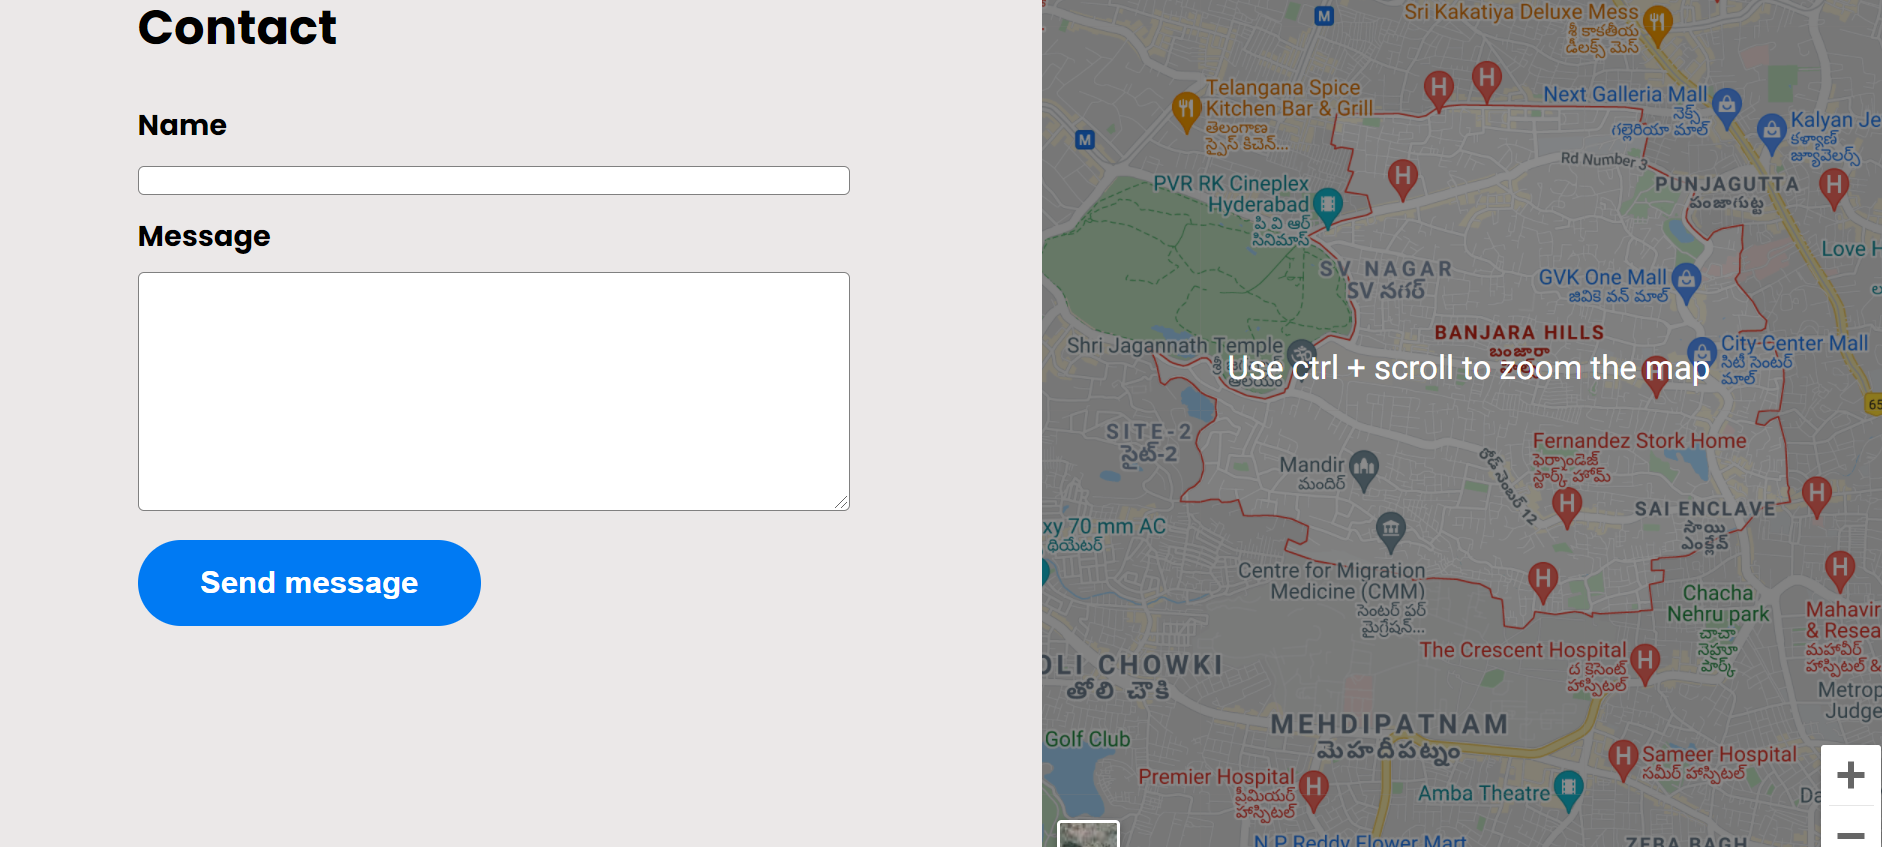 Contact
Name
Message
Send message
M
Sri Kakatiya Deluxe Mess
శ్రీ కాకతీయ
డీలక్స్ మెస్
H
H
Telangana Spice
Kitchen Bar & Grill
తెలంగాణ
స్పైస్ కిచెన్...
Next Galleria Mall
నెక్స్ట్
గల్లెరియా మాల్
Kalyan Je
కళ్యాణ్
జ్యువెలర్స్
M
Rd Number 3
PVR RK Cineplex
Hyderabad
పి వి ఆర్
సినిమాస్
H
PUNJAGUTTA
పంజాగుట్ట
H
Love H
SV NAGAR
SV నగర్
GVK One Mall
జివికె వన్ మాల్
BANJARA HILLS
బంజారా
Shri Jagannath Temple
ఆలయం
City Center Mall
సిటీ సెంటర్
మాల్
Use ctrl + scroll to zoom the map
65
SITE-2
సైట్-2
Mandir
మందిర్
రోడ్ నెంబర్ 12
Fernandez Stork Home
ఫెర్నాండెజ్
స్టార్క్ హోమ్
H
H
SAI ENCLAVE
సాయి
ఎంక్లేవ్
xy 70 mm AC
థియేటర్
Centre for Migration
Medicine (CMM)
సెంటర్ ఫర్
మైగ్రేషన్...
H
H
Chacha
Nehru park
చాచా
నెహ్రూ
పార్క్
Mahavir
& Resea
మహావీర్
హాస్పిటల్ &
The Crescent Hospital
ద క్రెసెంట్
హాస్పిటల్
H
OLI CHOWKI
తోలి చౌకి
Metrop
Judge
MEHDIPATNAM
మెహదీపట్నం
Golf Club
Premier Hospital
ప్రీమియర్
హాస్పిటల్
H
Sameer Hospital
సమీర్ హాస్పిటల్
H
Amba Theatre
Da
N P Reddy Flower Mart
ZEBA BAGH